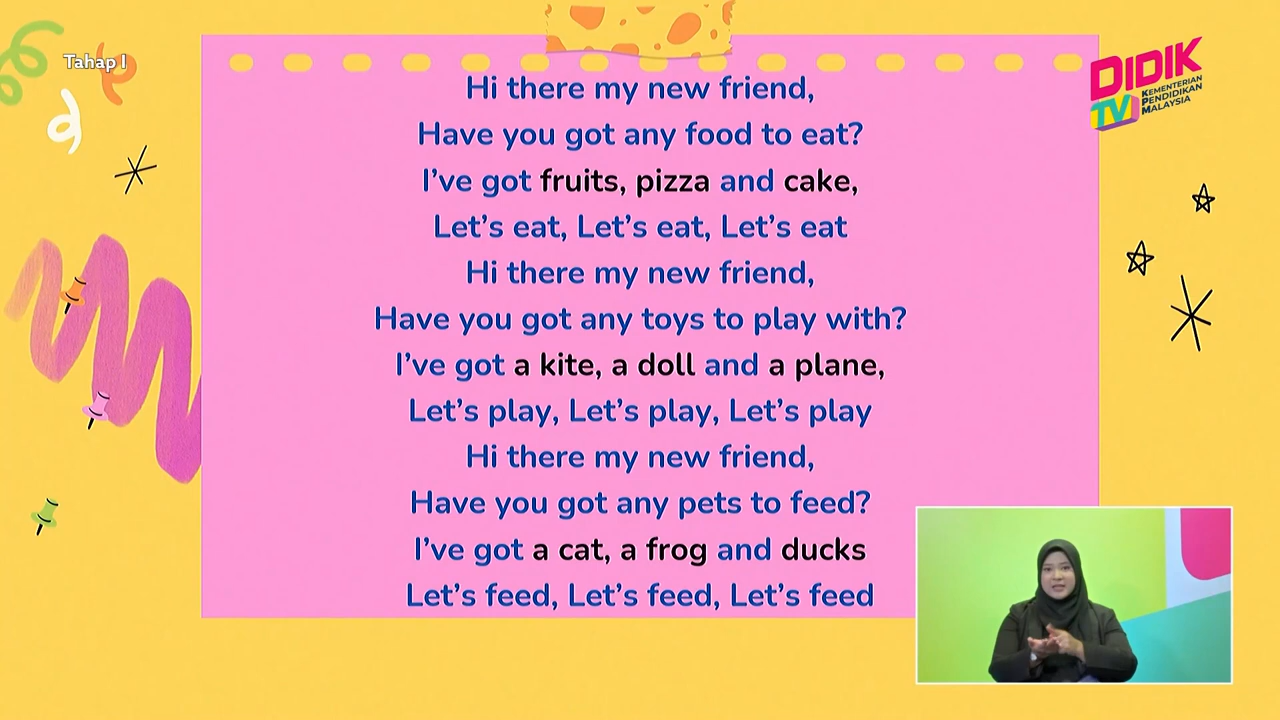 Tahap I
DIDIK
TV
KEMENTERIAN
PENDIDIKAN
MALAYSIA
Hi there my new friend,
Have you got any food to eat?
I've got fruits, pizza and cake,
Let's eat, Let's eat, Let's eat
Hi there my new friend,
Have you got any toys to play with?
I've got a kite, a doll and a plane,
Let's play, Let's play, Let's play
Hi there my new friend,
Have you got any pets to feed?
I've got a cat, a frog and ducks
Let's feed, Let's feed, Let's feed